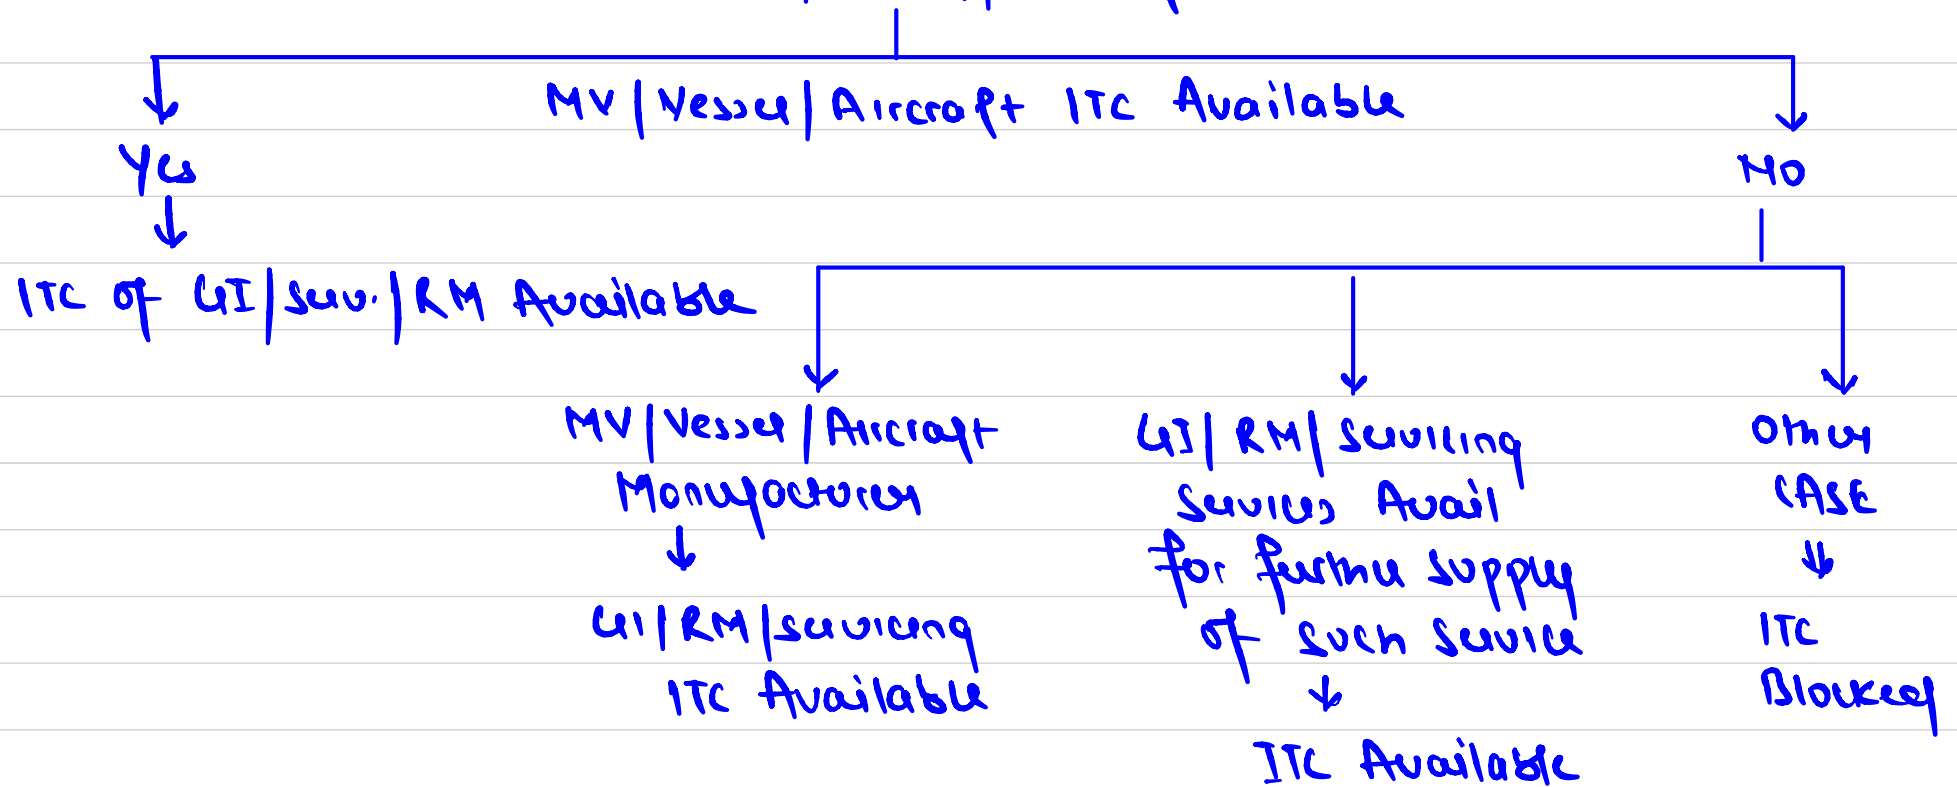 MV/Vessel/Aircraft ITC Available
Yes
NO
ITC of GI/Serv./RM Available
MV/Vessel/Aircraft
Manufacturer
GI/RM/Servicing
ITC Available
GI/RM/Servicing
Services Avail
for further supply
of such service
ITC Available
Other
CASE
ITC
Blocked